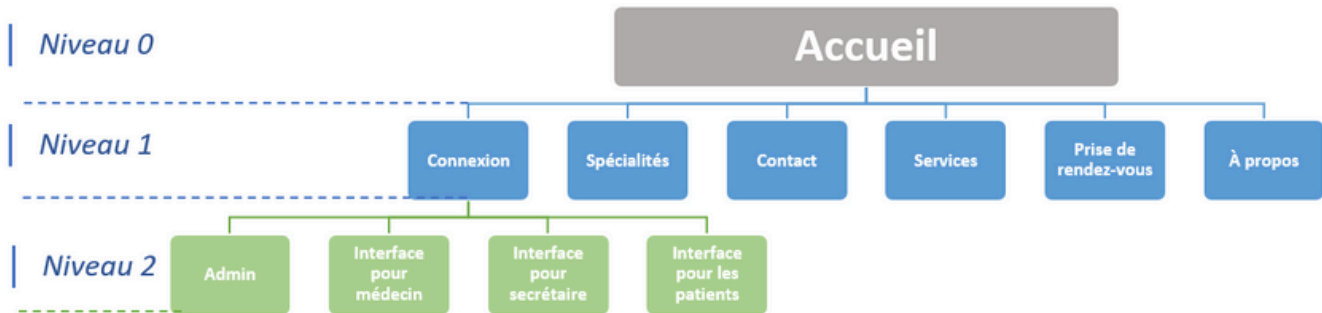 Niveau 0
Accueil
Niveau 1
Connexion
Spécialités
Contact
Services
Prise de
rendez-vous
À propos
Niveau 2
Admin
Interface
pour
médecin
Interface
pour
secrétaire
Interface
pour les
patients